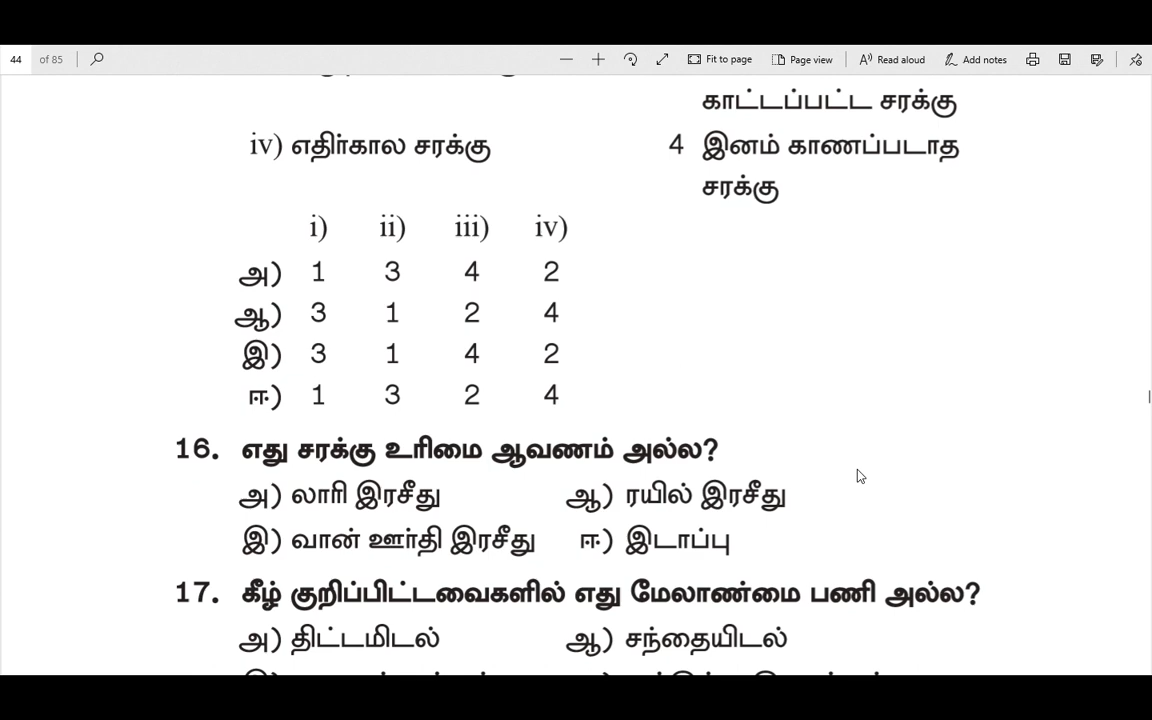 44 of 85 Fit to page Page view Read aloud Add notes
காட்டப்பட்ட சரக்கு
iv) எதிர்கால சரக்கு 4 இனம் காணப்படாத
சரக்கு
i) ii) iii) iv)
அ) 1 3 4 2
ஆ) 3 1 2 4
இ) 3 1 4 2
ஈ) 1 3 2 4
16. எது சரக்கு உரிமை ஆவணம் அல்ல?
அ) லாரி இரசீது ஆ) ரயில் இரசீது
இ) வான் ஊர்தி இரசீது ஈ) இடாப்பு
17. கீழ் குறிப்பிட்டவைகளில் எது மேலாண்மை பணி அல்ல?
அ) திட்டமிடல் ஆ) சந்தையிடல்